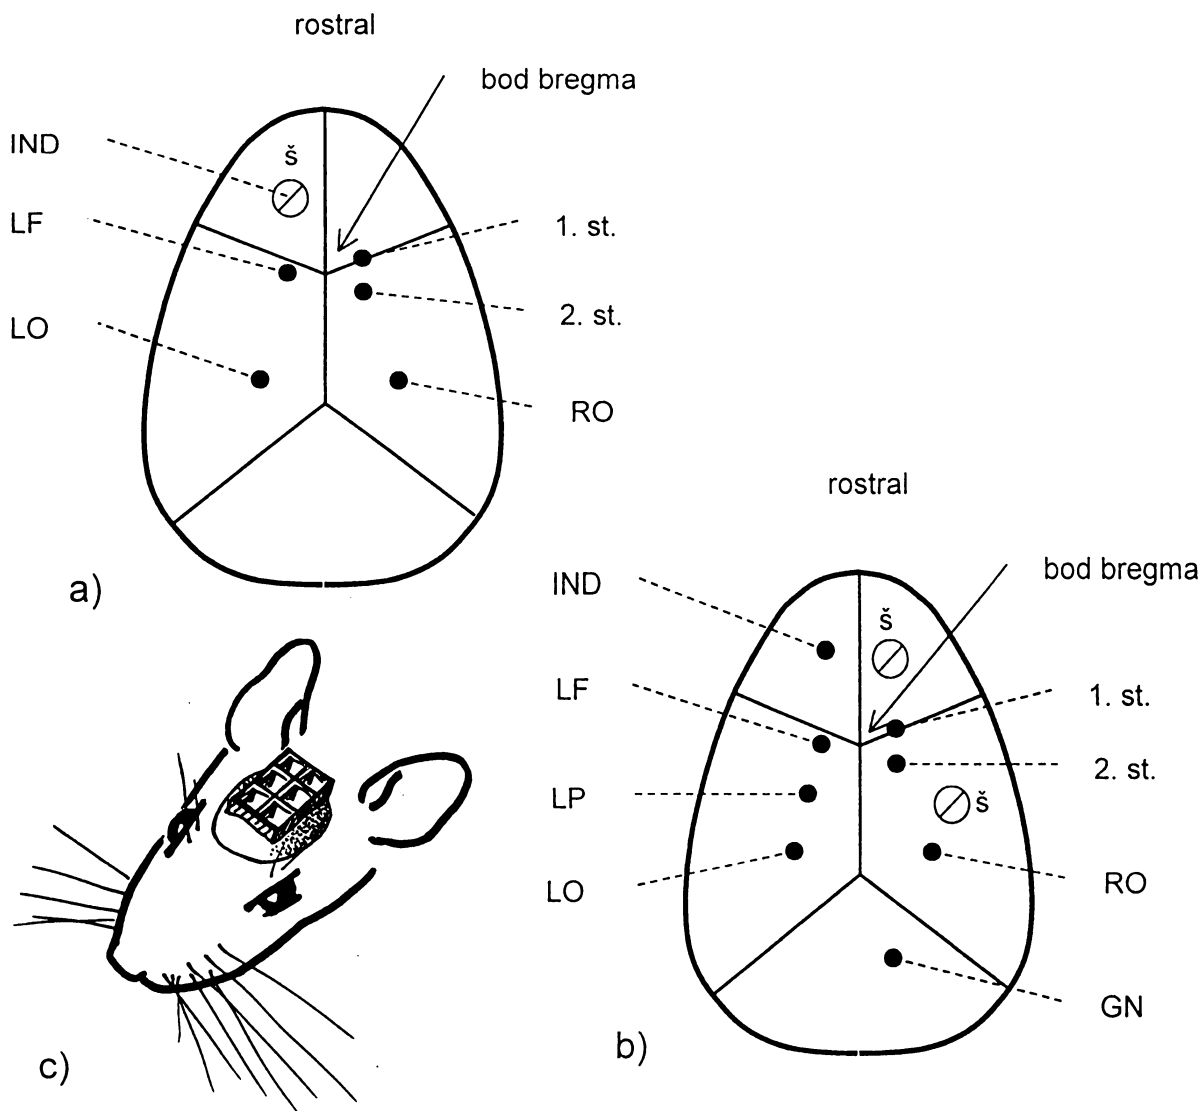 rostral
bod bregma
IND
š
LF
1. st.
LO
2. st.
RO
a)
rostral
bod bregma
IND
š
LF
1. st.
2. st.
LP
š
LO
RO
GN
b)
c)